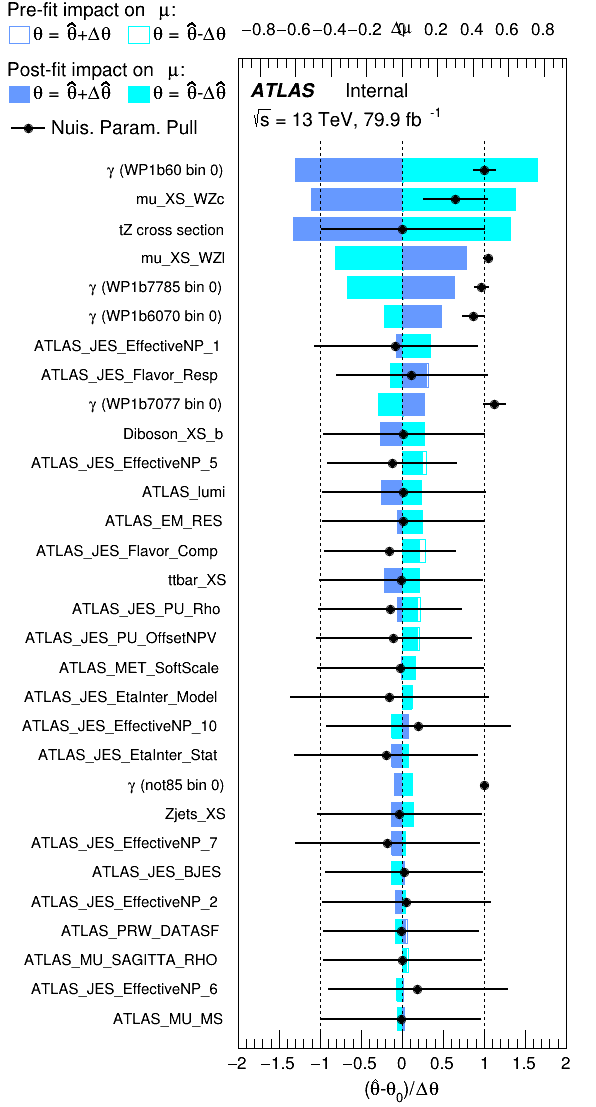 Pre-fit impact on μ:
θ = θ̂+Δθ θ = θ̂-Δθ
Post-fit impact on μ:
θ = θ̂+Δθ̂ θ = θ̂-Δθ̂
Nuis. Param. Pull
−0.8 −0.6 −0.4 −0.2 0 0.2 0.4 0.6 0.8
Δμ
ATLAS Internal
√s = 13 TeV, 79.9 fb -1
γ (WP1b60 bin 0)
mu_XS_WZc
tZ cross section
mu_XS_WZl
γ (WP1b7785 bin 0)
γ (WP1b6070 bin 0)
ATLAS_JES_EffectiveNP_1
ATLAS_JES_Flavor_Resp
γ (WP1b7077 bin 0)
Diboson_XS_b
ATLAS_JES_EffectiveNP_5
ATLAS_lumi
ATLAS_EM_RES
ATLAS_JES_Flavor_Comp
ttbar_XS
ATLAS_JES_PU_Rho
ATLAS_JES_PU_OffsetNPV
ATLAS_MET_SoftScale
ATLAS_JES_EtaInter_Model
ATLAS_JES_EffectiveNP_10
ATLAS_JES_EtaInter_Stat
γ (not85 bin 0)
Zjets_XS
ATLAS_JES_EffectiveNP_7
ATLAS_JES_BJES
ATLAS_JES_EffectiveNP_2
ATLAS_PRW_DATASF
ATLAS_MU_SAGITTA_RHO
ATLAS_JES_EffectiveNP_6
ATLAS_MU_MS
−2 −1.5 −1 −0.5 0 0.5 1 1.5 2
(θ̂-θ0)/Δθ